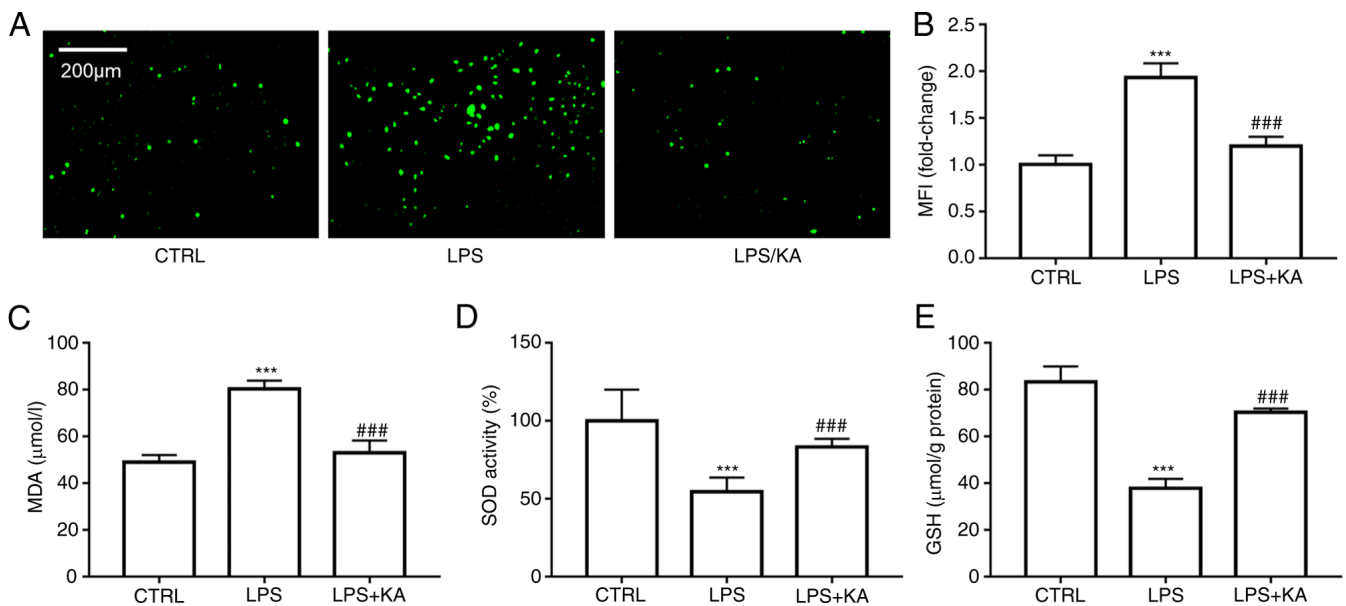 A
200μm
CTRL
LPS
LPS/KA
B
MFI (fold-change)
2.5
2.0
1.5
1.0
0.5
0.0
***
###
CTRL
LPS
LPS+KA
C
MDA (μmol/l)
100
80
60
40
20
0
***
###
CTRL
LPS
LPS+KA
D
SOD activity (%)
150
100
50
0
***
###
CTRL
LPS
LPS+KA
E
GSH (μmol/g protein)
100
80
60
40
20
0
***
###
CTRL
LPS
LPS+KA